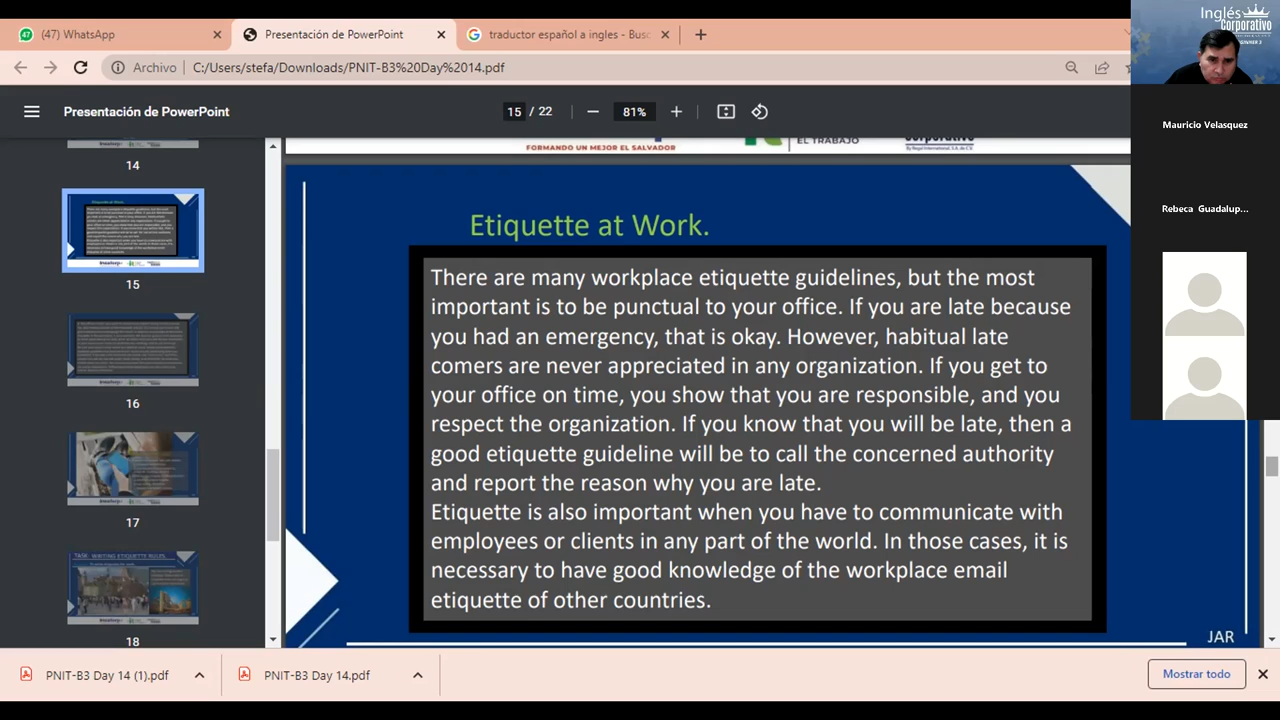 (47) WhatsApp
Presentación de PowerPoint
traductor español a ingles - Bus
Archivo
C:/Users/stefa/Downloads/PNIT-B3%20Day%2014.pdf
Presentación de PowerPoint
15 / 22
81%
14
15
16
17
TASK: WRITING ETIQUETTE RULES.
18
FORMANDO UN MEJOR EL SALVADOR
EL TRABAJO
Etiquette at Work.
There are many workplace etiquette guidelines, but the most
important is to be punctual to your office. If you are late because
you had an emergency, that is okay. However, habitual late
comers are never appreciated in any organization. If you get to
your office on time, you show that you are responsible, and you
respect the organization. If you know that you will be late, then a
good etiquette guideline will be to call the concerned authority
and report the reason why you are late.
Etiquette is also important when you have to communicate with
employees or clients in any part of the world. In those cases, it is
necessary to have good knowledge of the workplace email
etiquette of other countries.
JAR
Inglés
Corporativo
Mauricio Velasquez
Rebeca Guadalup...
PNIT-B3 Day 14 (1).pdf
PNIT-B3 Day 14.pdf
Mostrar todo